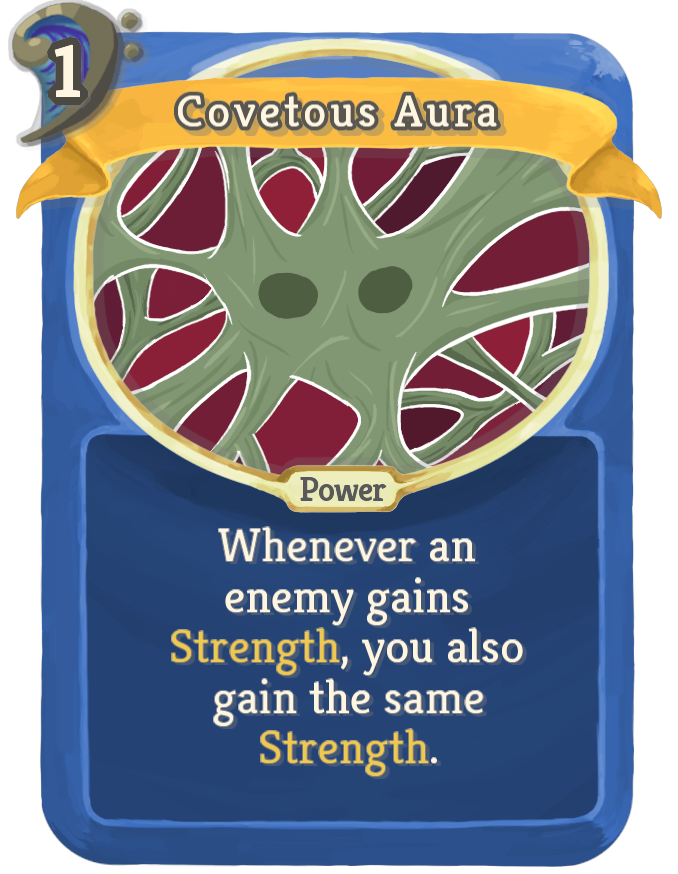 1
Covetous Aura
Power
Whenever an
enemy gains
Strength, you also
gain the same
Strength.